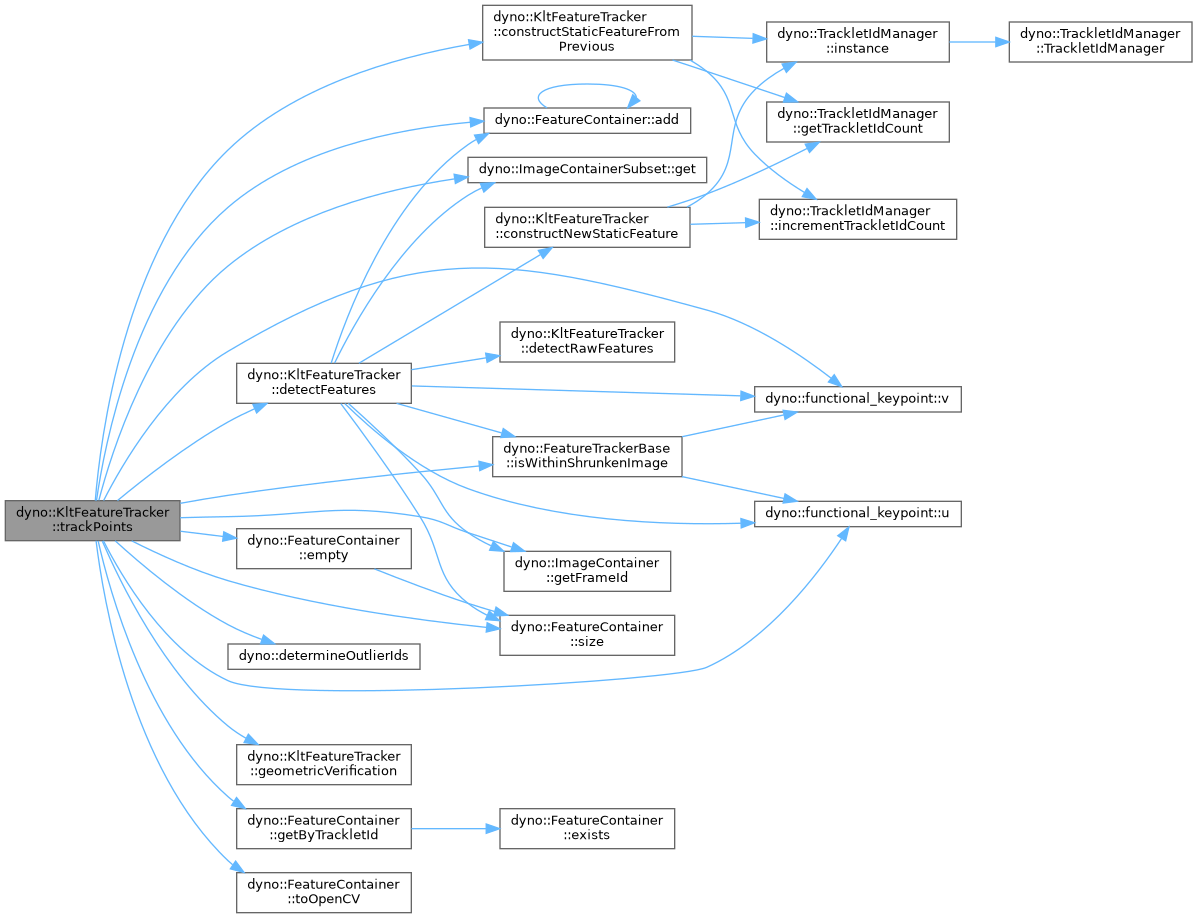 dyno::KltFeatureTracker
::trackPoints
dyno::KltFeatureTracker
::constructStaticFeatureFrom
Previous
dyno::FeatureContainer::add
dyno::ImageContainerSubset::get
dyno::KltFeatureTracker
::constructNewStaticFeature
dyno::KltFeatureTracker
::detectFeatures
dyno::KltFeatureTracker
::detectRawFeatures
dyno::FeatureTrackerBase
::isWithinShrunkenImage
dyno::FeatureContainer
::empty
dyno::ImageContainer
::getFrameId
dyno::FeatureContainer
::size
dyno::determineOutlierIds
dyno::KltFeatureTracker
::geometricVerification
dyno::FeatureContainer
::getByTrackletId
dyno::FeatureContainer
::exists
dyno::FeatureContainer
::toOpenCV
dyno::TrackletIdManager
::instance
dyno::TrackletIdManager
::TrackletIdManager
dyno::TrackletIdManager
::getTrackletIdCount
dyno::TrackletIdManager
::incrementTrackletIdCount
dyno::functional_keypoint::v
dyno::functional_keypoint::u